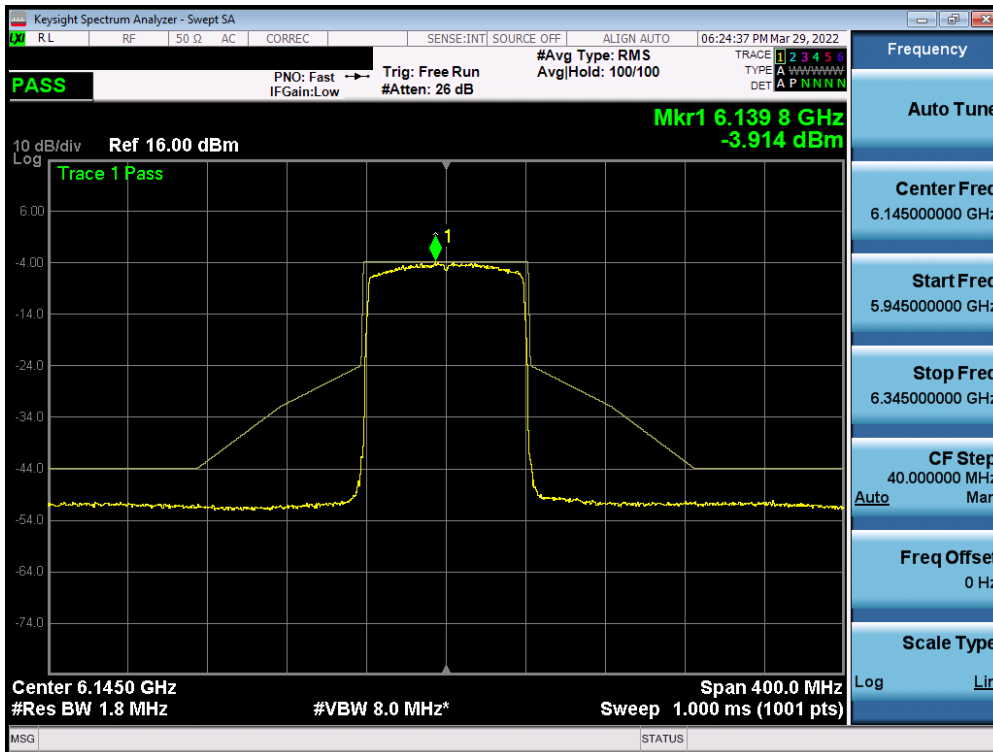 Keysight Spectrum Analyzer - Swept SA
LXI RL RF 50 Ω AC CORREC SENSE:INT SOURCE OFF ALIGN AUTO 06:24:37 PM Mar 29, 2022
PASS
PNO: Fast
IFGain:Low
Trig: Free Run
#Atten: 26 dB
#Avg Type: RMS
Avg|Hold: 100/100
TRACE 1 2 3 4 5 6
TYPE A WWWWW
DET A P N N N N
Mkr1 6.139 8 GHz
-3.914 dBm
10 dB/div Ref 16.00 dBm
Log
Trace 1 Pass
1
6.00
-4.00
-14.0
-24.0
-34.0
-44.0
-54.0
-64.0
-74.0
Center 6.1450 GHz Span 400.0 MHz
#Res BW 1.8 MHz #VBW 8.0 MHz* Sweep 1.000 ms (1001 pts)
MSG STATUS
Frequency
Auto Tune
Center Freq
6.145000000 GHz
Start Freq
5.945000000 GHz
Stop Freq
6.345000000 GHz
CF Step
40.000000 MHz
Auto Man
Freq Offset
0 Hz
Scale Type
Log Lin